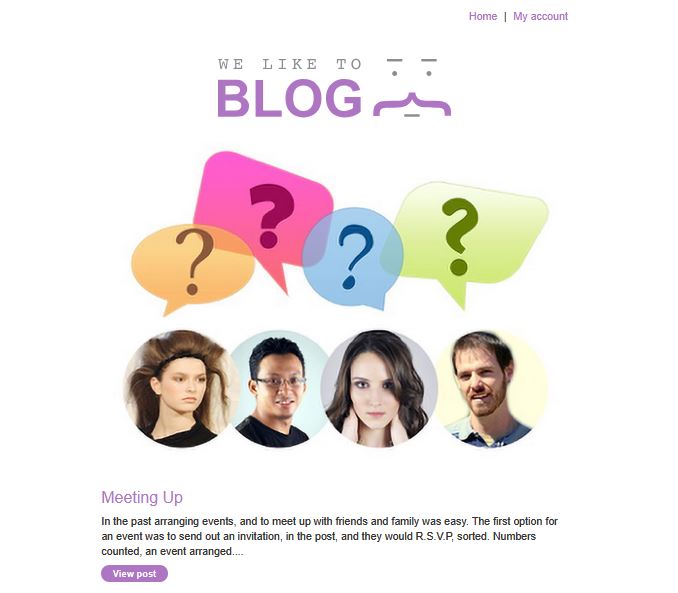 Home | My account
WE LIKE TO
BLOG
? ? ? ?
Meeting Up
In the past arranging events, and to meet up with friends and family was easy. The first option for
an event was to send out an invitation, in the post, and they would R.S.V.P, sorted. Numbers
counted, an event arranged....
View post